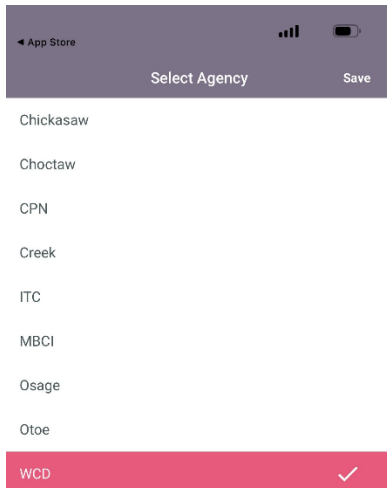 ◀ App Store
Select Agency Save
Chickasaw
Choctaw
CPN
Creek
ITC
MBCI
Osage
Otoe
WCD